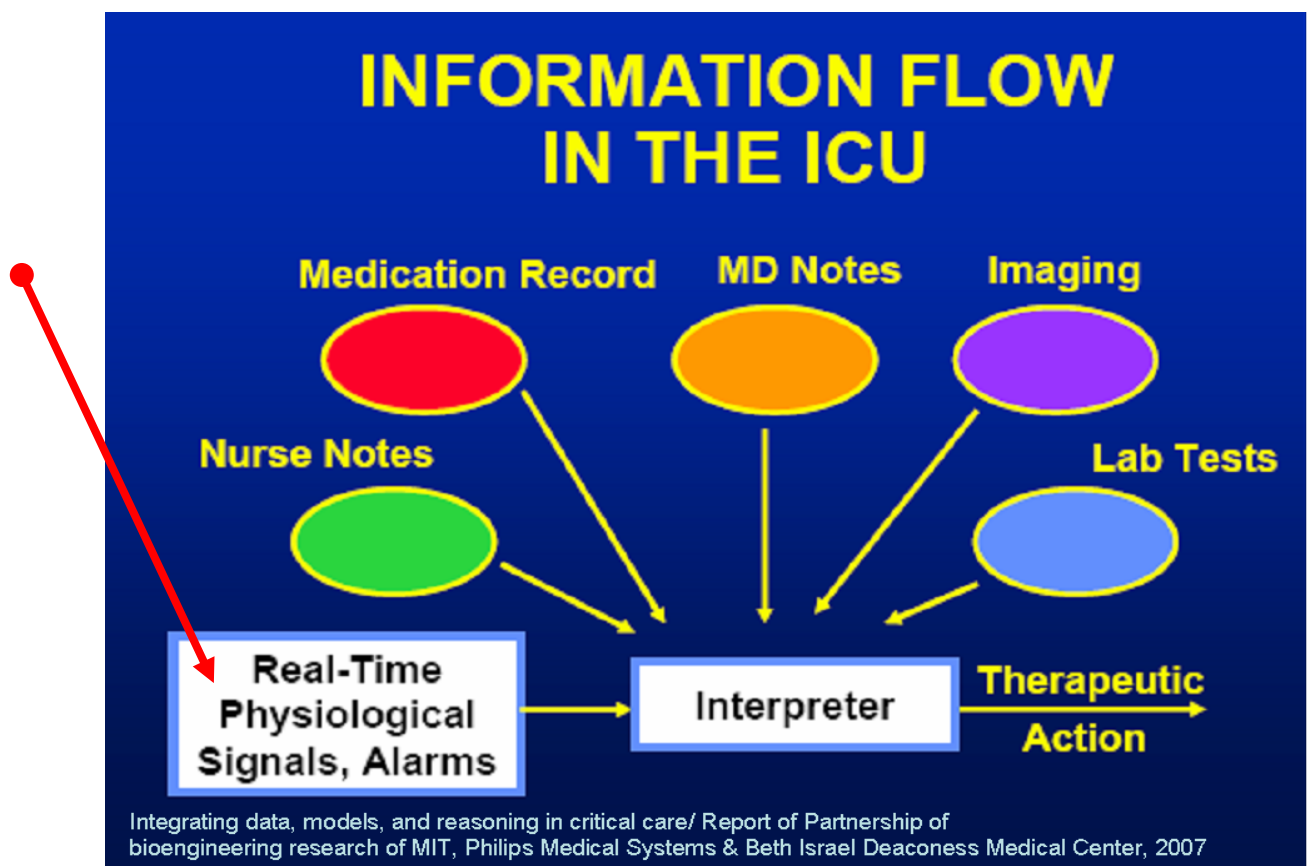 INFORMATION FLOW
IN THE ICU
Medication Record
MD Notes
Imaging
Nurse Notes
Lab Tests
Real-Time
Physiological
Signals, Alarms
Interpreter
Therapeutic
Action
Integrating data, models, and reasoning in critical care/ Report of Partnership of
bioengineering research of MIT, Philips Medical Systems & Beth Israel Deaconess Medical Center, 2007